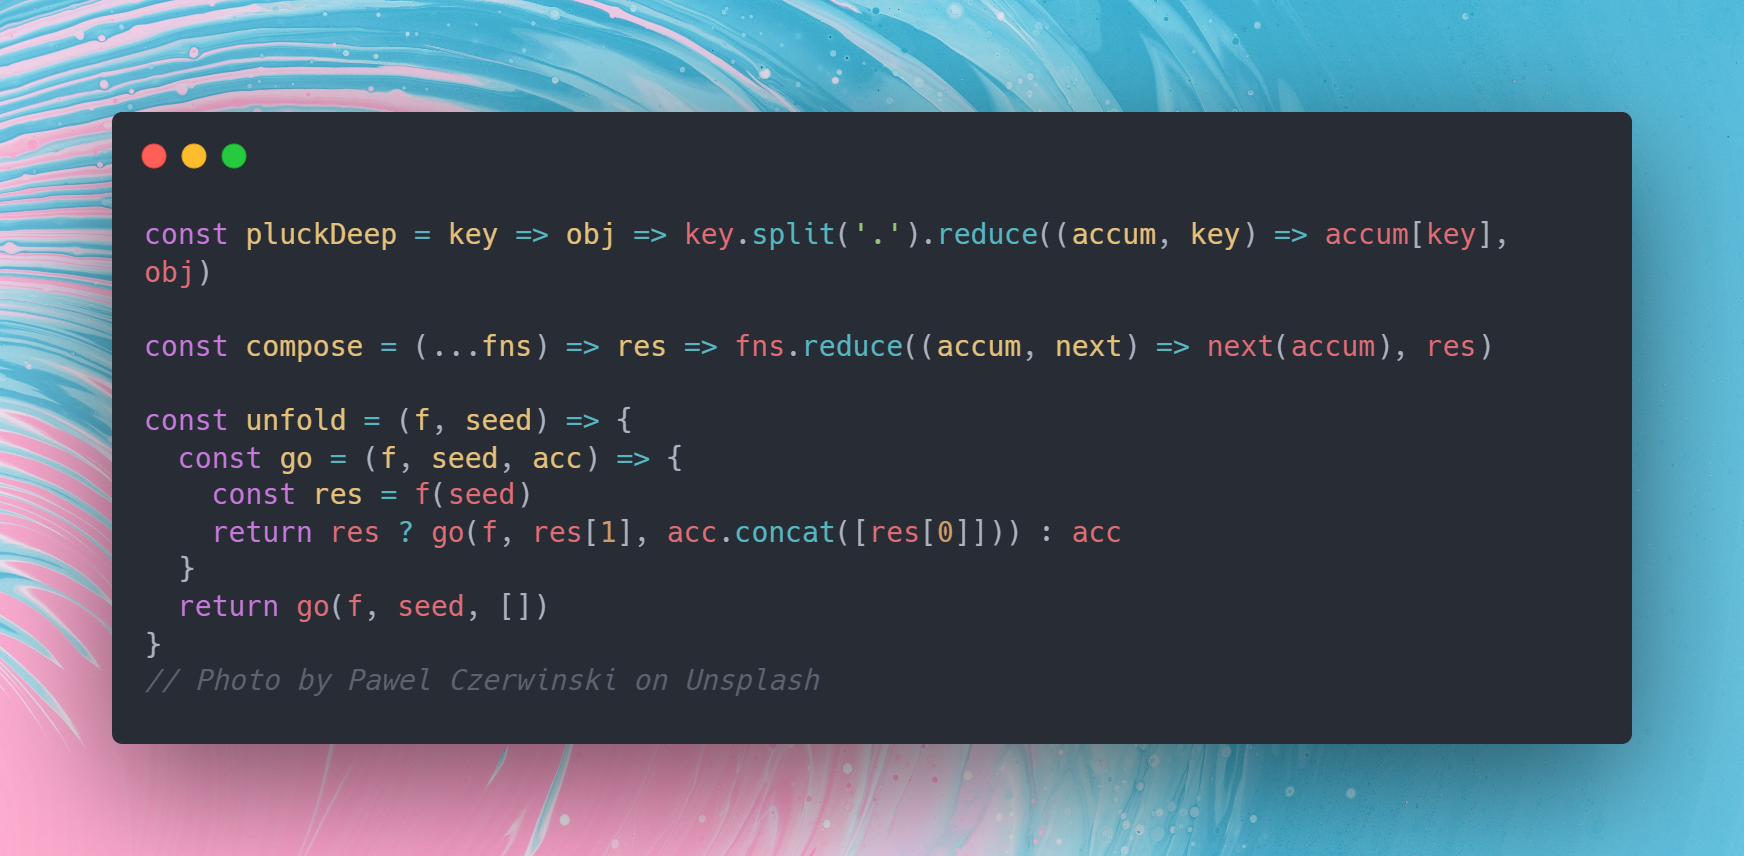 const pluckDeep = key => obj => key.split('.').reduce((accum, key) => accum[key],
obj)
const compose = (...fns) => res => fns.reduce((accum, next) => next(accum), res)
const unfold = (f, seed) => {
  const go = (f, seed, acc) => {
    const res = f(seed)
    return res ? go(f, res[1], acc.concat([res[0]])) : acc
  }
  return go(f, seed, [])
}
// Photo by Pawel Czerwinski on Unsplash